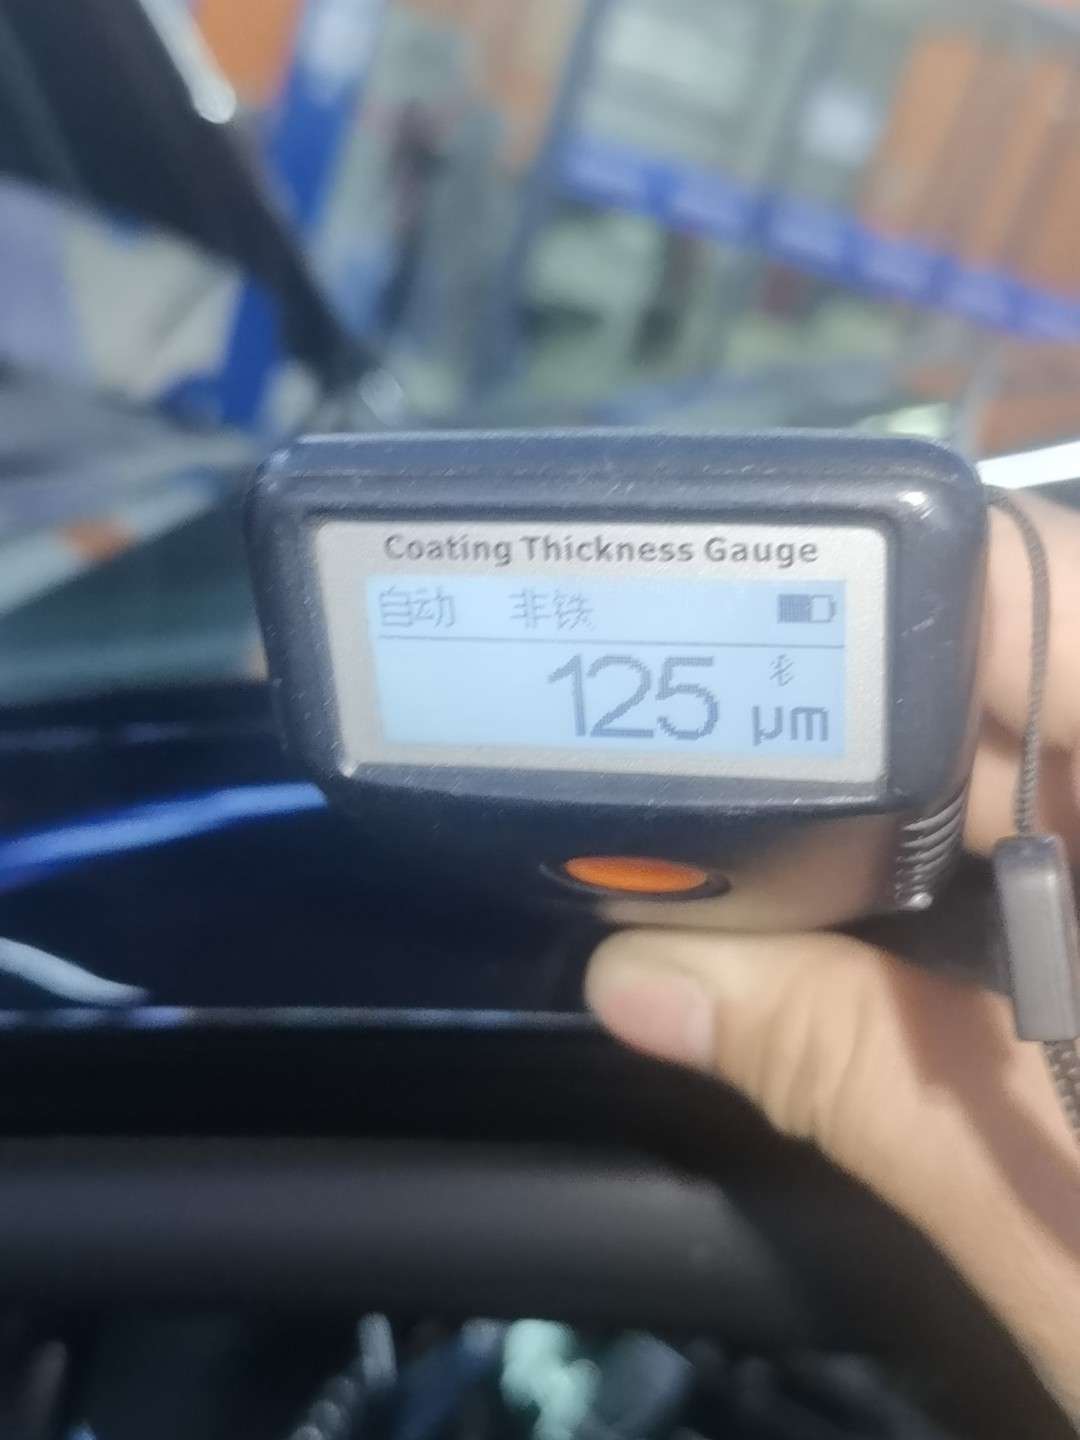 Coating Thickness Gauge
自动 非铁
125 μm